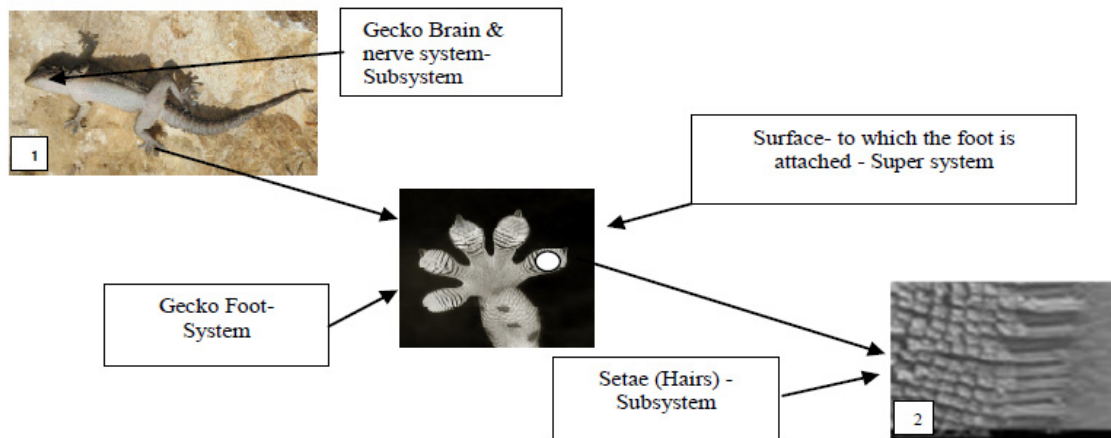 Gecko Brain &
nerve system-
Subsystem
1
Surface- to which the foot is
attached - Super system
Gecko Foot-
System
Setae (Hairs) -
Subsystem
2